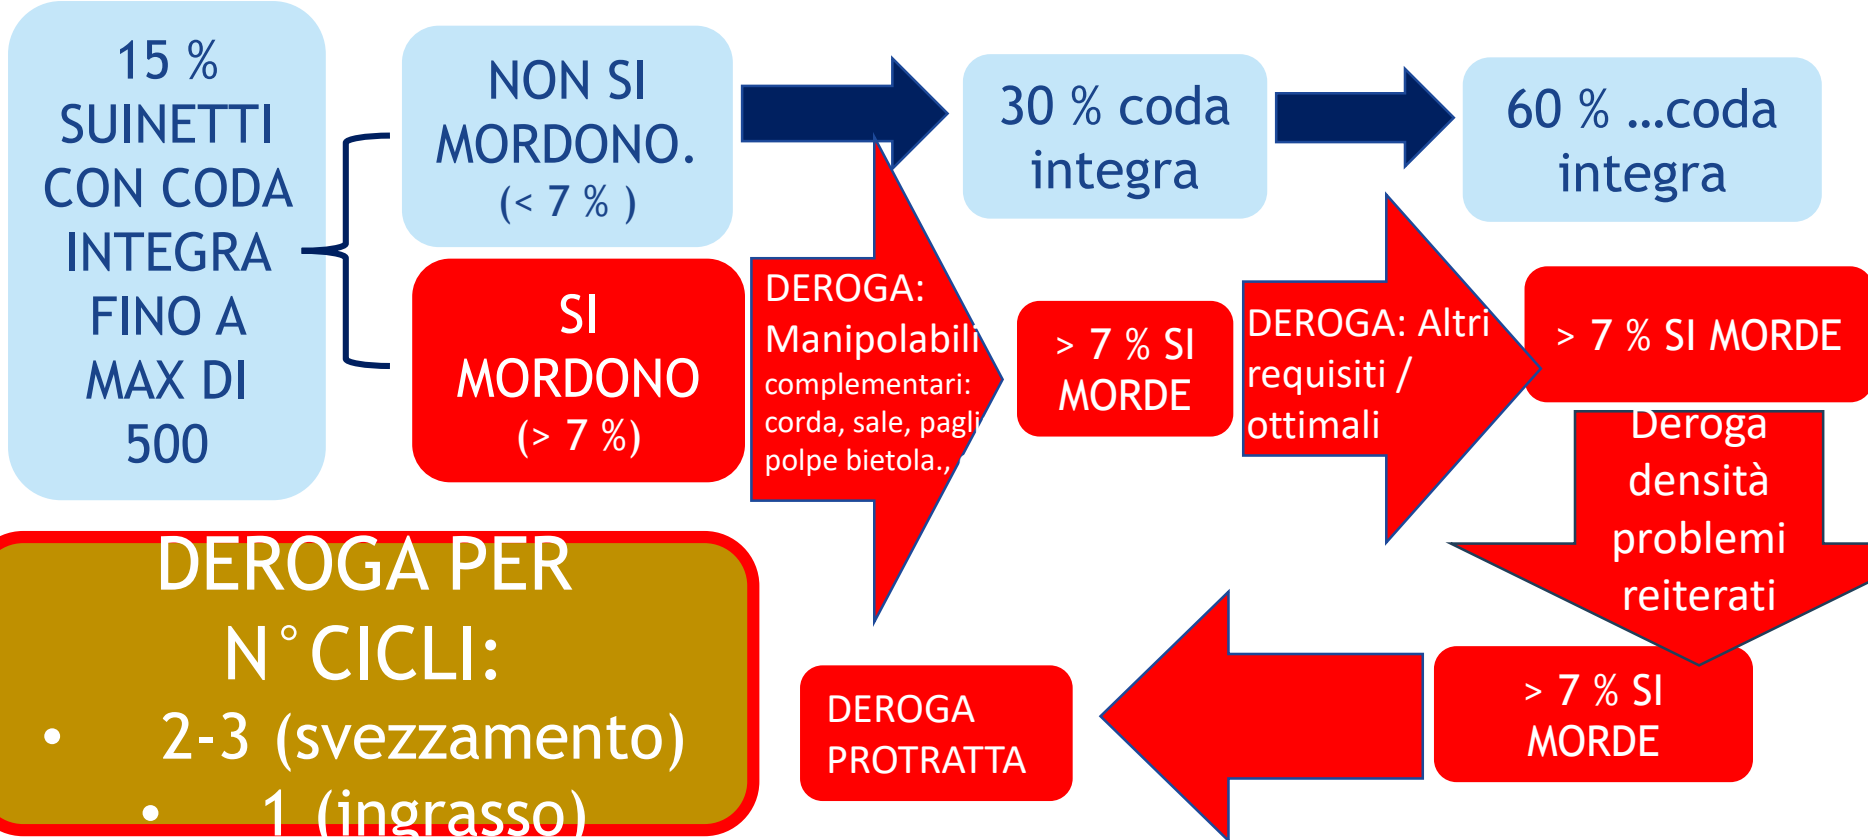 15 %
SUINETTI
CON CODA
INTEGRA
FINO A
MAX DI
500
NON SI
MORDONO.
(< 7 % )
30 % coda
integra
60 % …coda
integra
SI
MORDONO
(> 7 %)
DEROGA:
Manipolabili
complementari:
corda, sale, pagli
polpe bietola.,
> 7 % SI
MORDE
DEROGA: Altri
requisiti /
ottimali
> 7 % SI MORDE
Deroga
densità
problemi
reiterati
> 7 % SI
MORDE
DEROGA
PROTRATTA
DEROGA PER
N°CICLI:
• 2-3 (svezzamento)
• 1 (ingrasso)